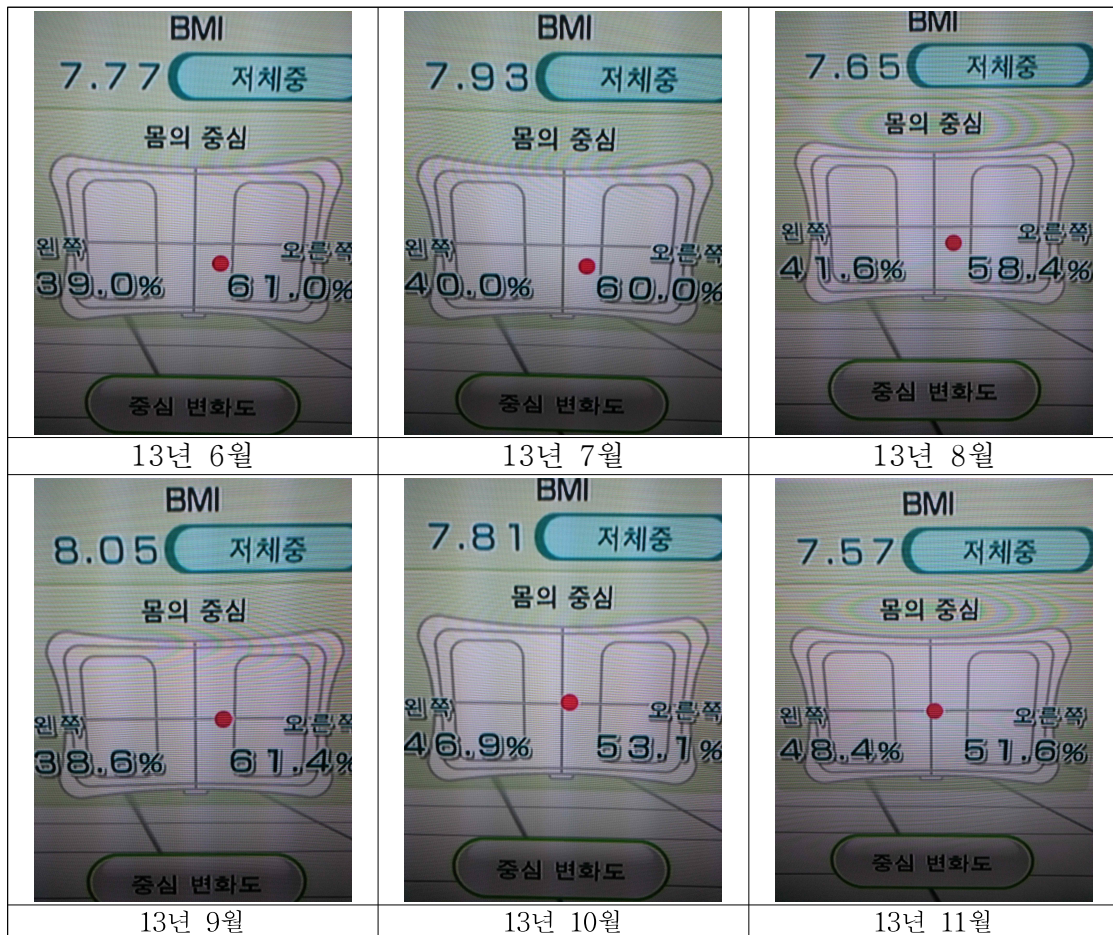 BMI
7.77 저체중
몸의 중심
왼쪽 오른쪽
39.0% 61.0%
중심 변화도
13년 6월
BMI
7.93 저체중
몸의 중심
왼쪽 오른쪽
40.0% 60.0%
중심 변화도
13년 7월
BMI
7.65 저체중
몸의 중심
왼쪽 오른쪽
41.6% 58.4%
중심 변화도
13년 8월
BMI
8.05 저체중
몸의 중심
왼쪽 오른쪽
38.6% 61.4%
중심 변화도
13년 9월
BMI
7.81 저체중
몸의 중심
왼쪽 오른쪽
46.9% 53.1%
중심 변화도
13년 10월
BMI
7.57 저체중
몸의 중심
왼쪽 오른쪽
48.4% 51.6%
중심 변화도
13년 11월